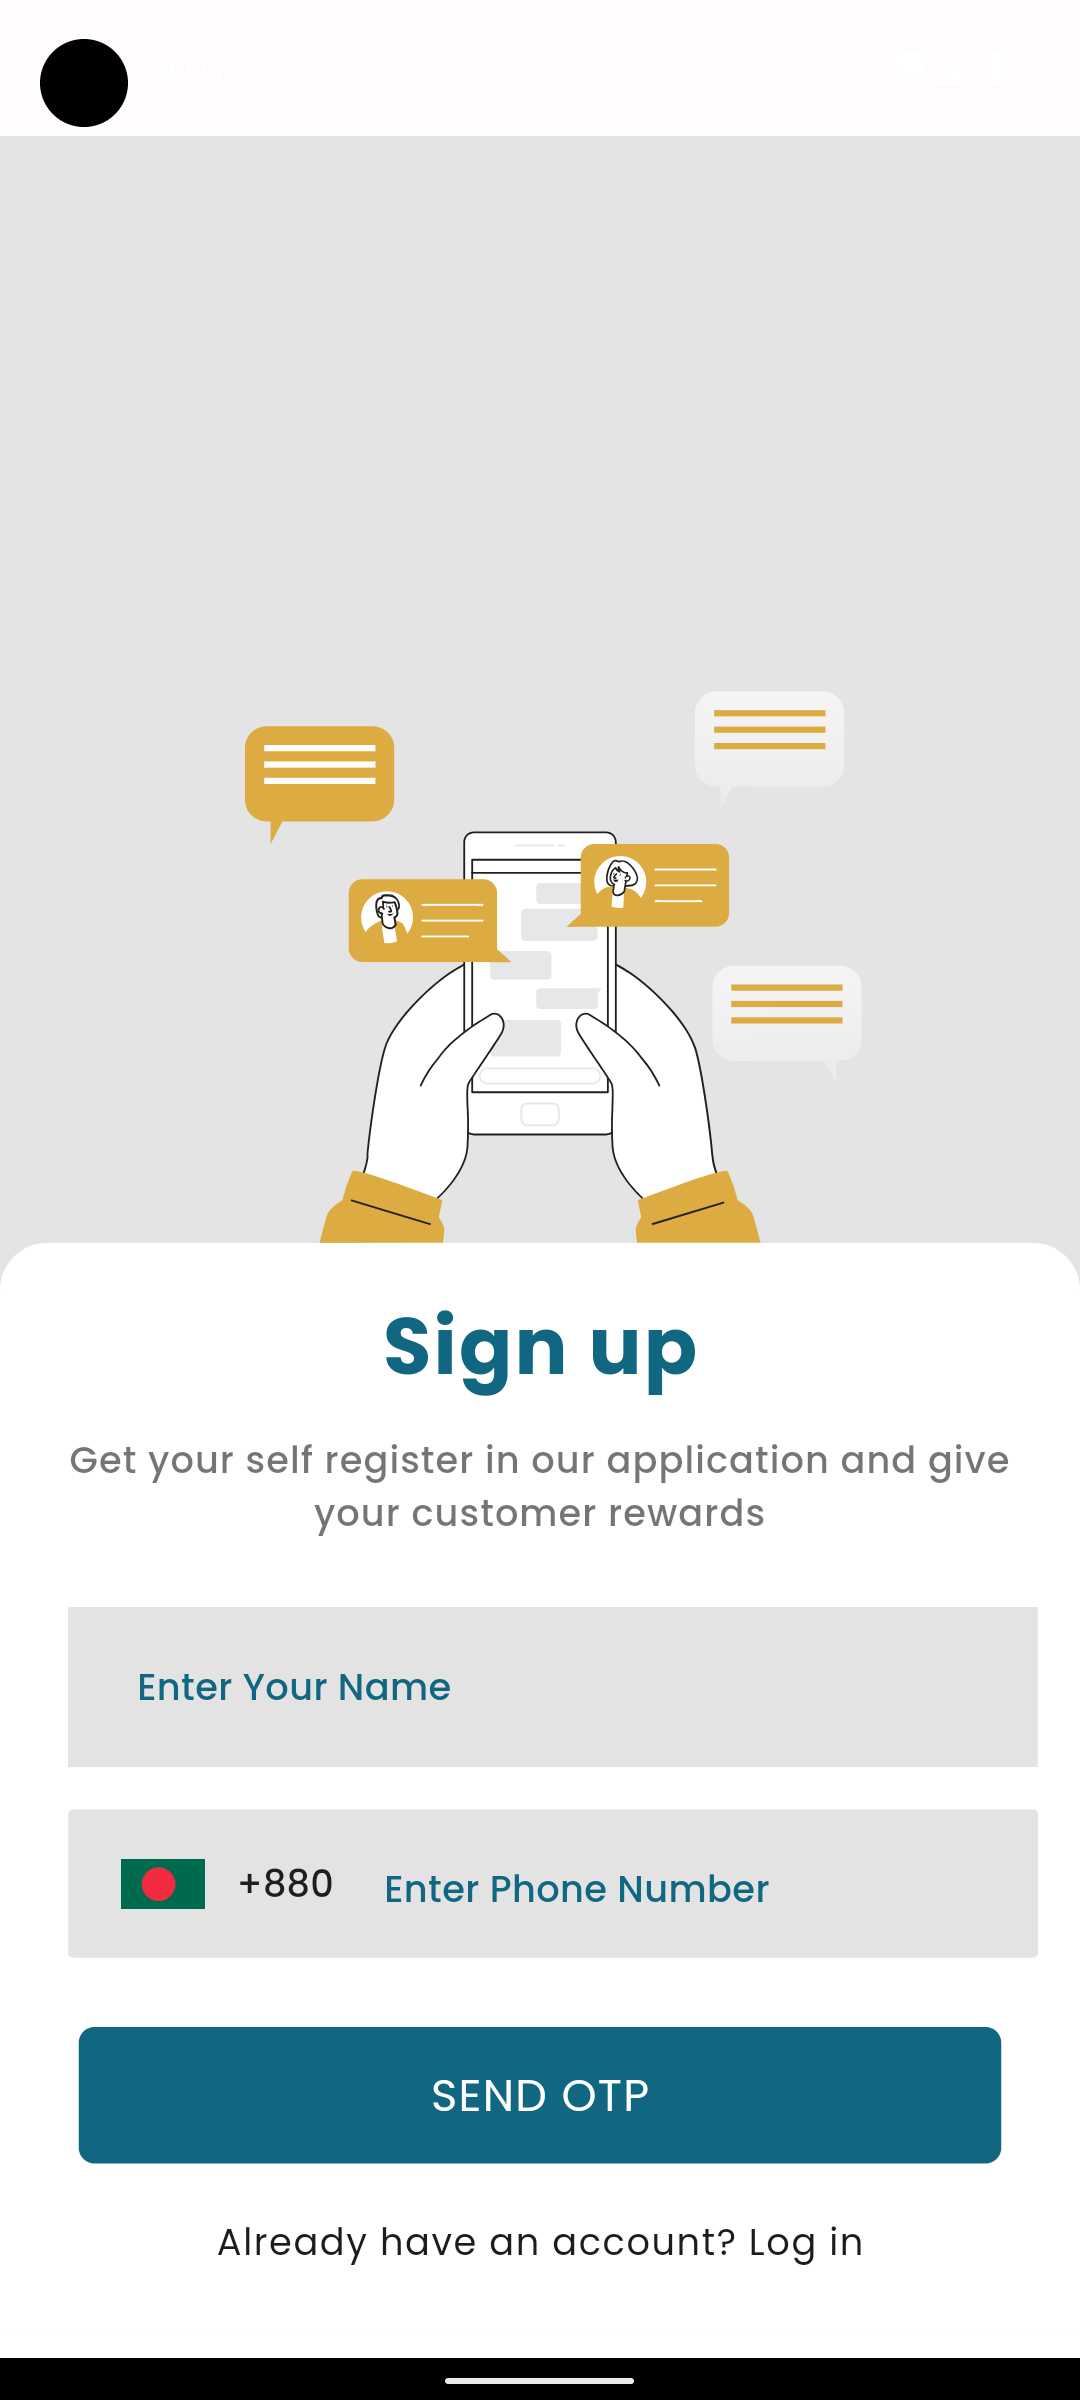 Sign up
Get your self register in our application and give
your customer rewards
Enter Your Name
+880 Enter Phone Number
SEND OTP
Already have an account? Log in